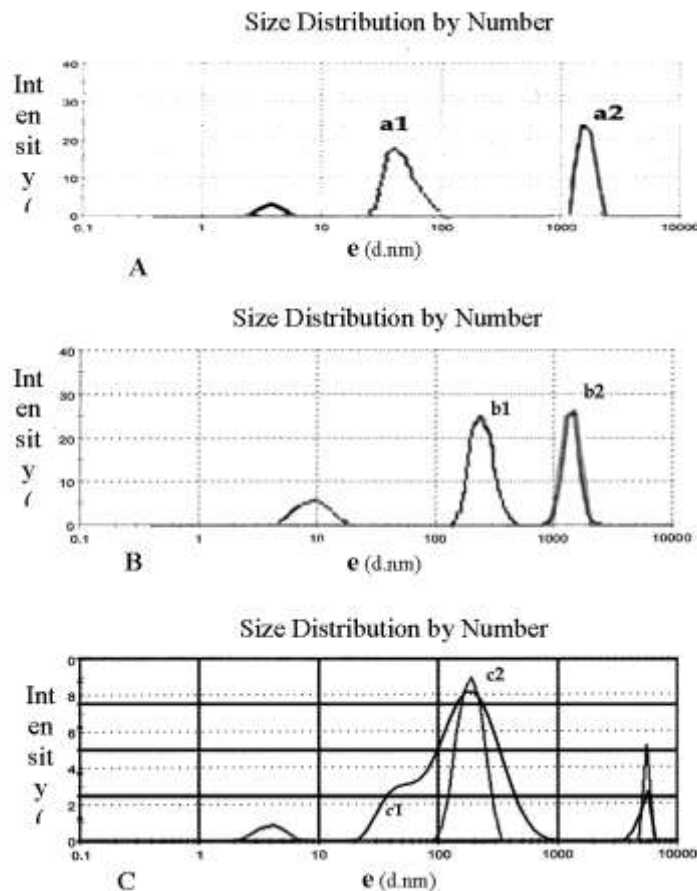 Size Distribution by Number
Int
en
sit
y
(
40
30
20
10
0
a1
a2
0.1 1 10 100 1000 10000
e (d.nm)
A
Size Distribution by Number
Int
en
sit
y
(
40
30
20
10
0
b1
b2
0.1 1 10 100 1000 10000
e (d.nm)
B
Size Distribution by Number
Int
en
sit
y
(
0
8
6
4
2
0
c2
c1
0.1 1 10 100 1000 10000
e (d.nm)
C